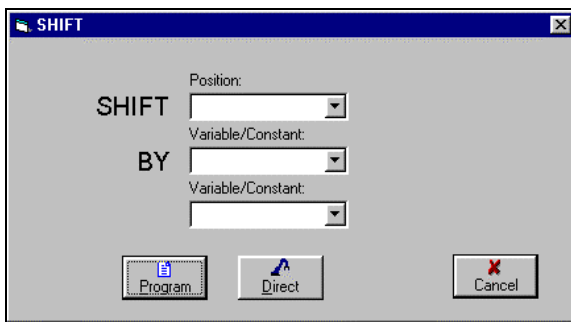 SHIFT
Position:
SHIFT
Variable/Constant:
BY
Variable/Constant:
Program Direct Cancel